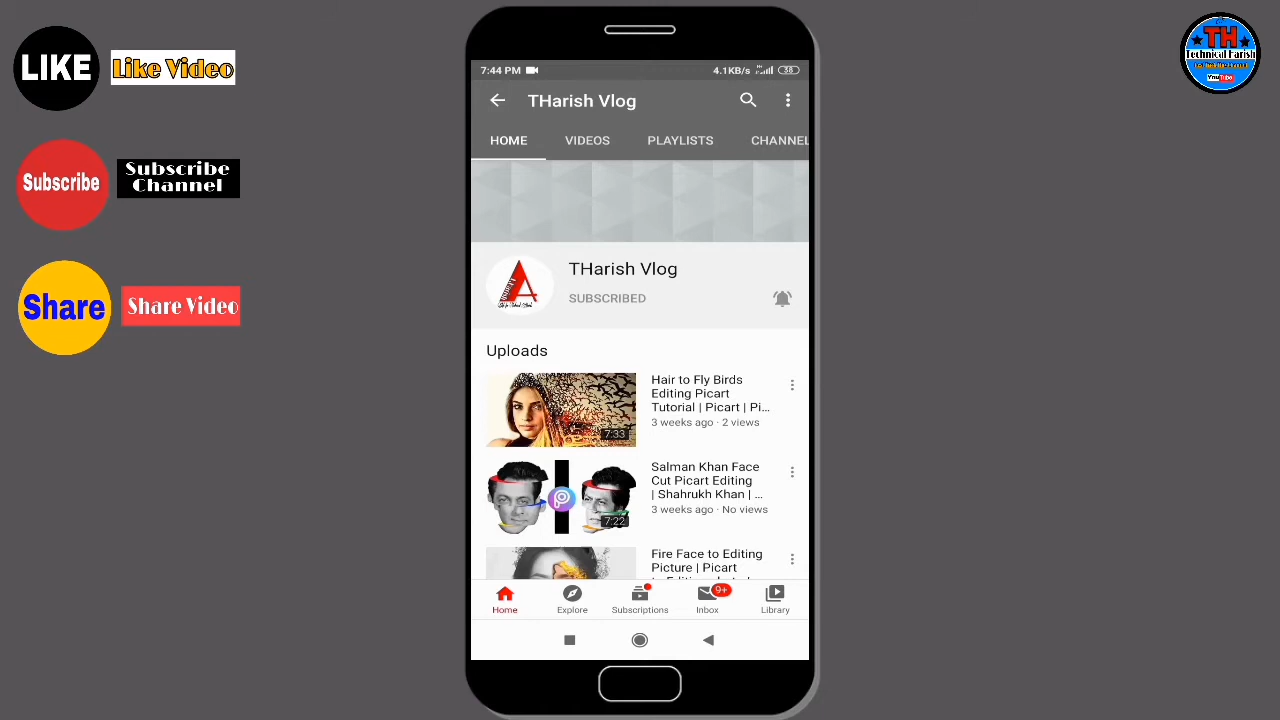 LIKE
Like Video
Subscribe
Subscribe
Channel
Share
Share Video
TH
Technical Farish
YouTube
7:44 PM
4.1KB/s
38
THarish Vlog
HOME
VIDEOS
PLAYLISTS
CHANNEL
THarish Vlog
SUBSCRIBED
Uploads
Hair to Fly Birds
Editing Picart
Tutorial | Picart | Pi...
3 weeks ago · 2 views
7:33
Salman Khan Face
Cut Picart Editing
| Shahrukh Khan | ...
3 weeks ago · No views
7:22
Fire Face to Editing
Picture | Picart
Home
Explore
Subscriptions
9+
Inbox
Library